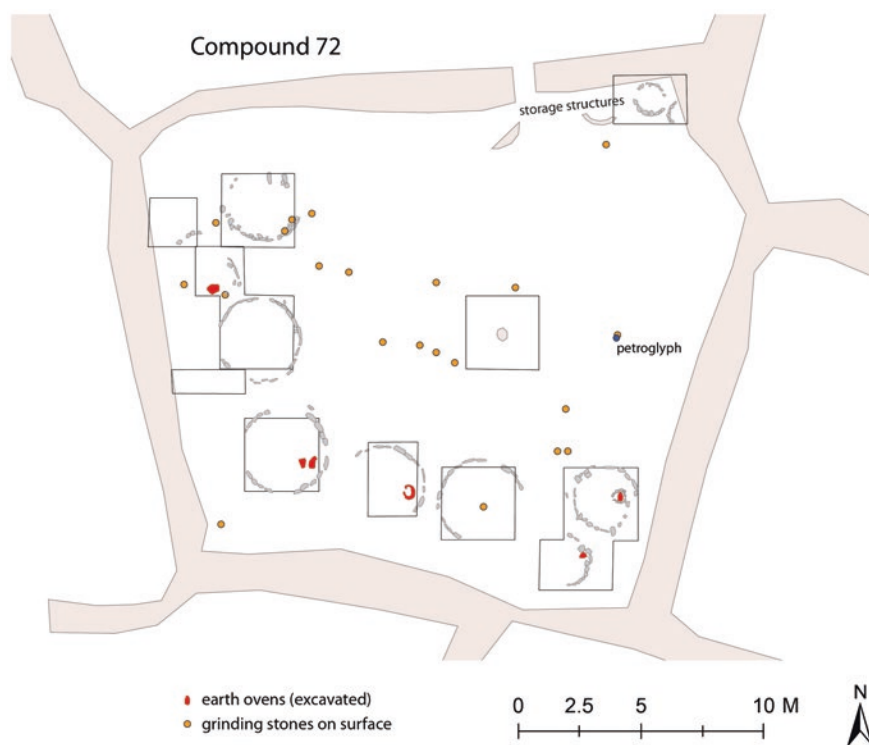 Compound 72
storage structures
petroglyph
earth ovens (excavated)
grinding stones on surface
0 2.5 5 10 M
N